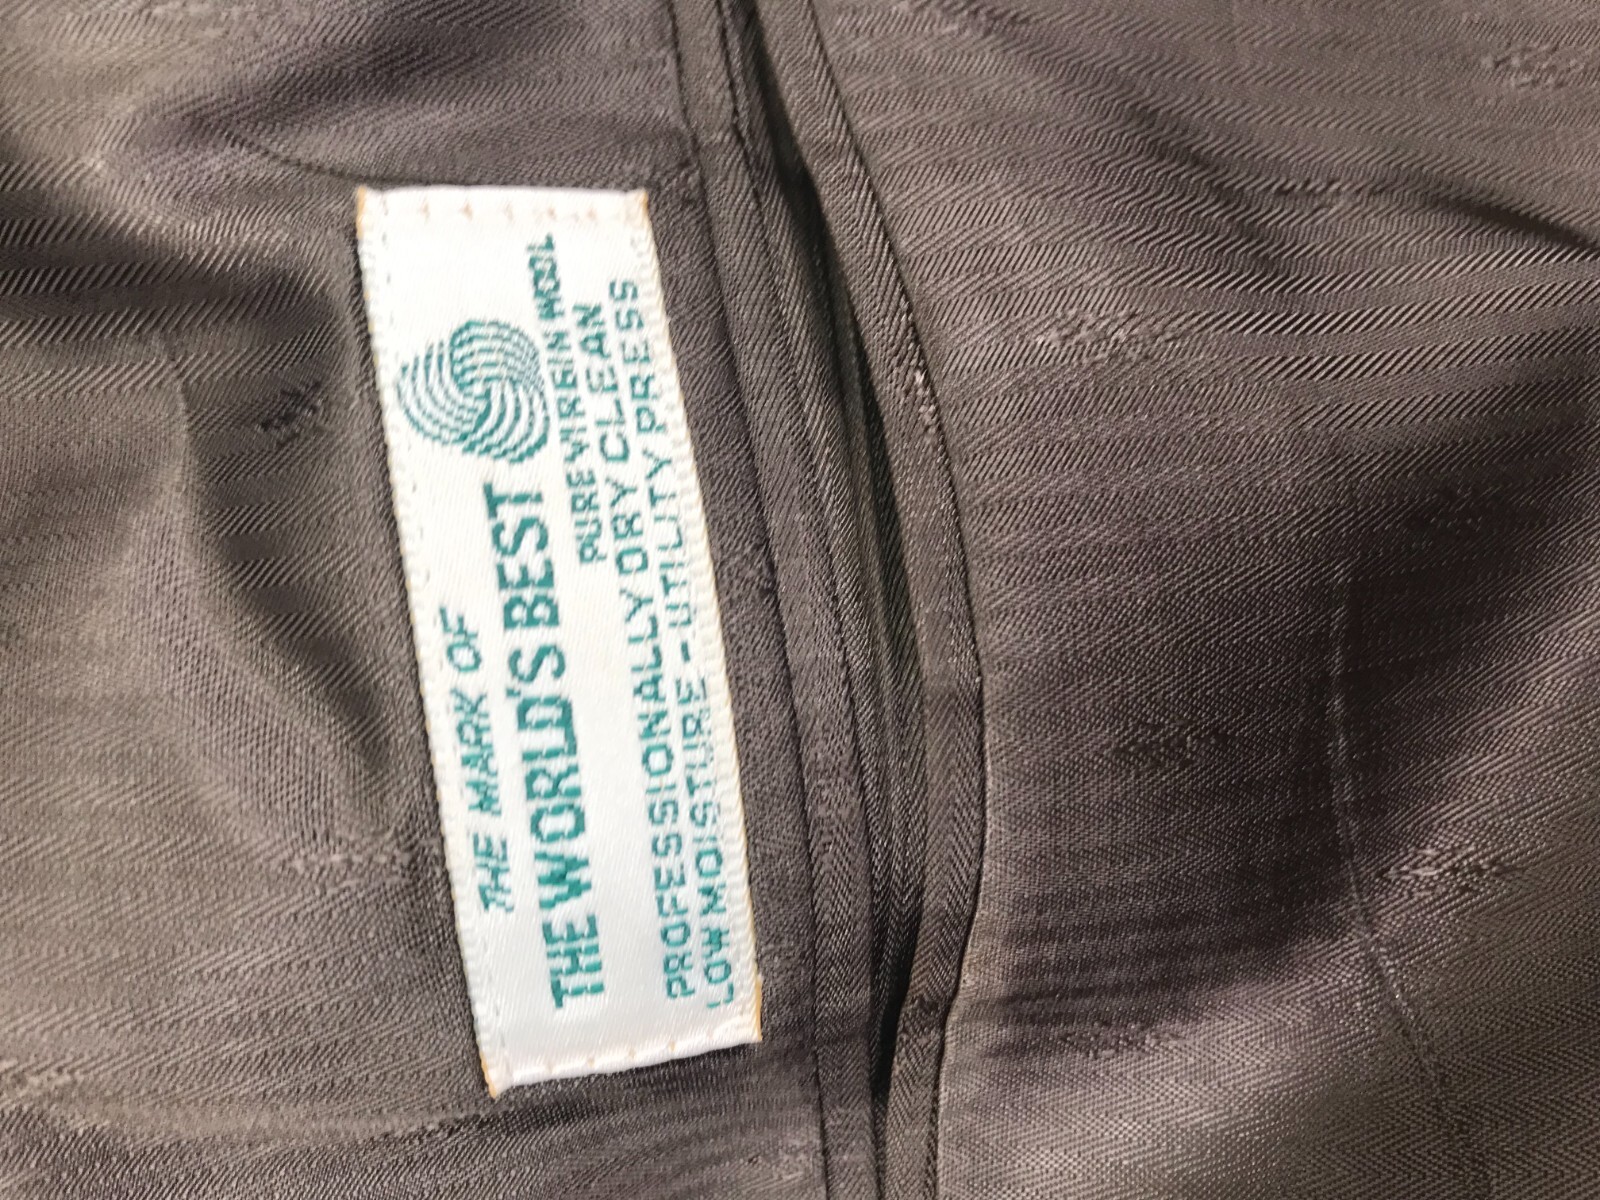 THE MARK OF
THE WORLD'S BEST
PURE VIRGIN WOOL
PROFESSIONALLY DRY CLEAN
LOW MOISTURE - UTILITY PRESS